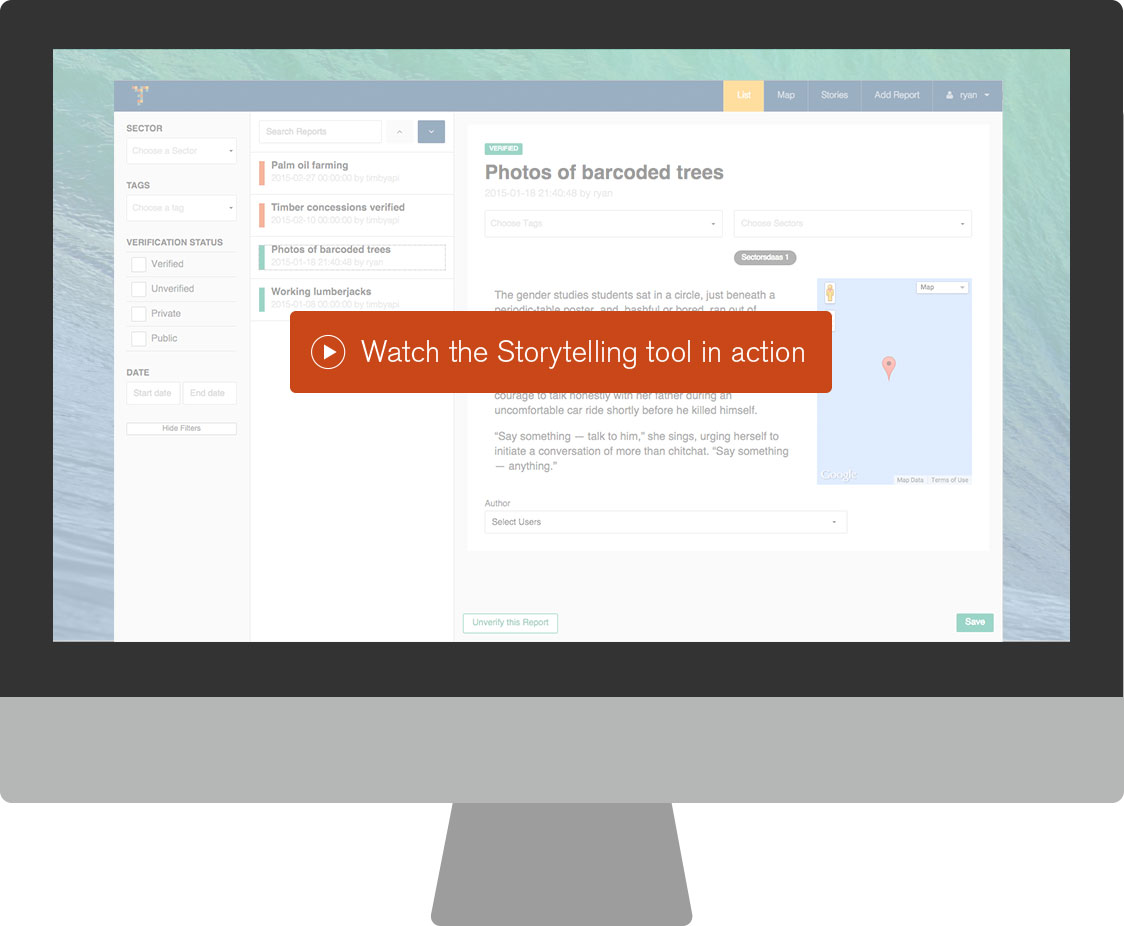 List
Map
Stories
Add Report
ryan
SECTOR
Choose a Sector
TAGS
Choose a tag
VERIFICATION STATUS
Verified
Unverified
Private
Public
DATE
Start date
End date
Hide Filters
Search Reports
Palm oil farming
2015-02-27 00:00:00 by timbyapi
Timber concessions verified
2015-02-10 00:00:00 by timbyapi
Photos of barcoded trees
2015-01-18 21:40:48 by ryan
Working lumberjacks
2015-01-08 00:00:00 by timbyapi
VERIFIED
Photos of barcoded trees
2015-01-18 21:40:48 by ryan
Choose Tags
Choose Sectors
Sectorsdaas 1
The gender studies students sat in a circle, just beneath a
periodic-table poster, and, bashful or bored, ran out of
Watch the Storytelling tool in action
courage to talk honestly with her father during an
uncomfortable car ride shortly before he killed himself.
“Say something — talk to him,” she sings, urging herself to
initiate a conversation of more than chitchat. “Say something
— anything.”
Map
Google
Map Data
Terms of Use
Author
Select Users
Unverify this Report
Save